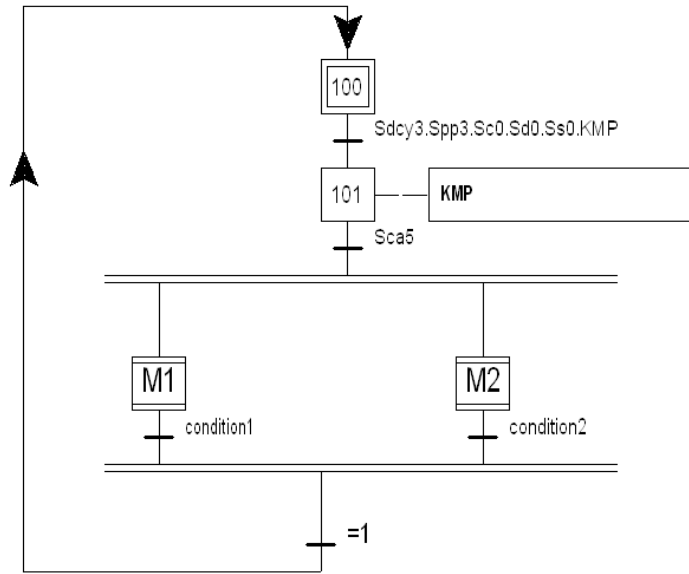 100
Sdcy3.Spp3.Sc0.Sd0.Ss0.KMP
101
KMP
Sca5
M1
M2
condition1
condition2
=1